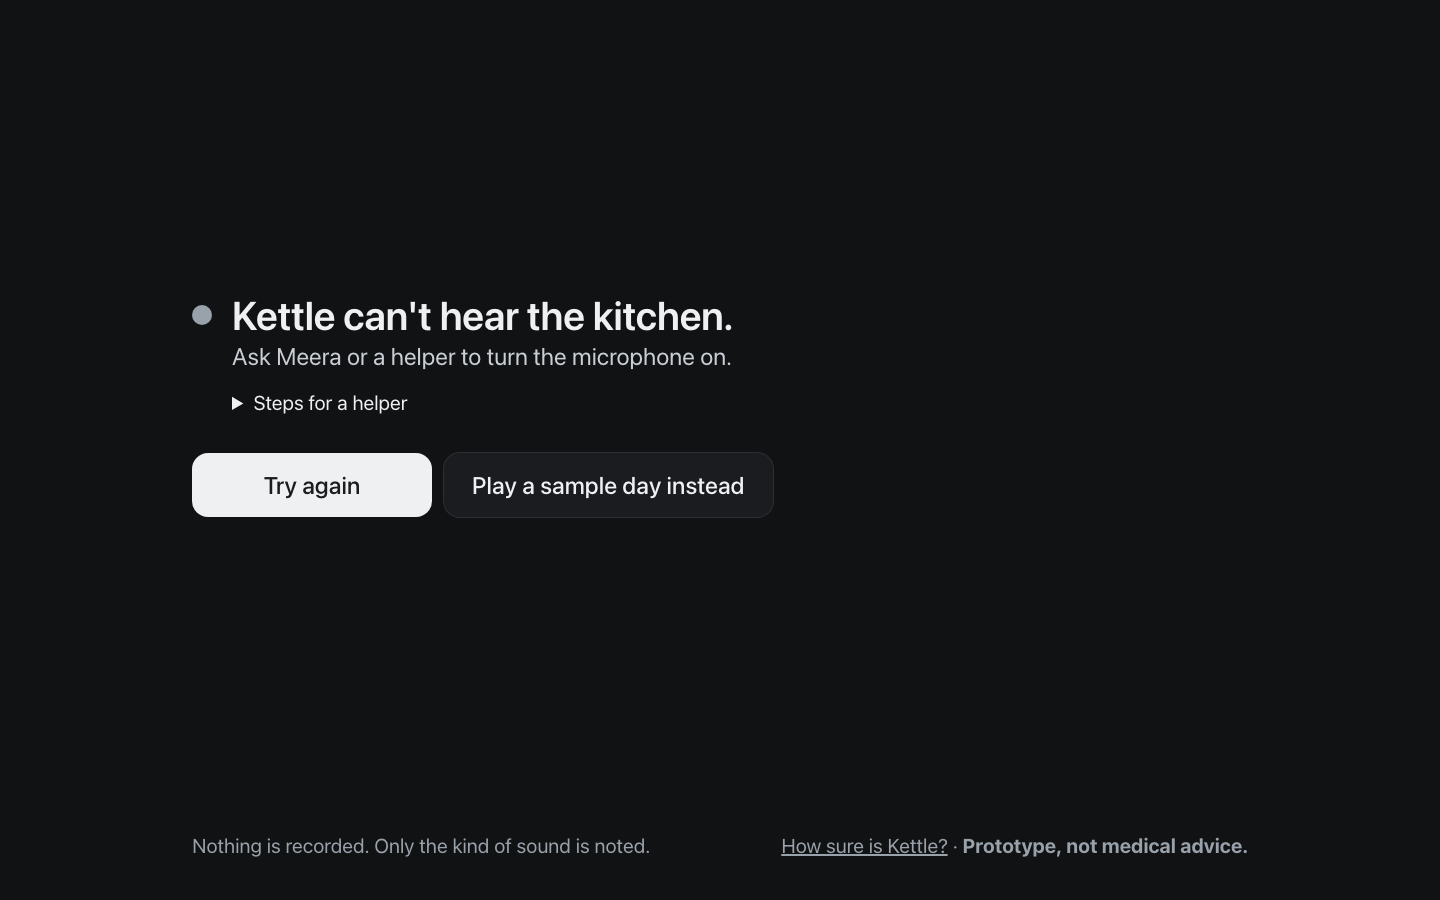 Kettle can't hear the kitchen.
Ask Meera or a helper to turn the microphone on.
Steps for a helper
Try again
Play a sample day instead
Nothing is recorded. Only the kind of sound is noted.
How sure is Kettle? · Prototype, not medical advice.